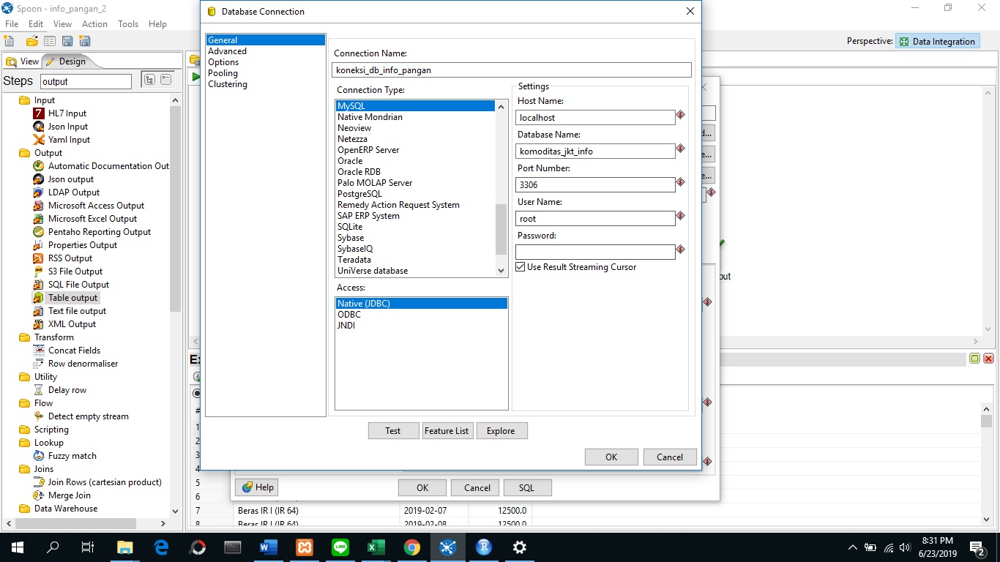 Spoon - info_pangan_2
File Edit View Action Tools Help
Perspective: Data Integration
View Design
Steps output
Input
HL7 Input
Json Input
Yaml Input
Output
Automatic Documentation Out
Json output
LDAP Output
Microsoft Access Output
Microsoft Excel Output
Pentaho Reporting Output
Properties Output
RSS Output
S3 File Output
SQL File Output
Table output
Text file output
XML Output
Transform
Concat Fields
Row denormaliser
Utility
Delay row
Flow
Detect empty stream
Scripting
Lookup
Fuzzy match
Joins
Join Rows (cartesian product)
Merge Join
Data Warehouse
Database Connection
General
Advanced
Options
Pooling
Clustering
Connection Name:
koneksi_db_info_pangan
Connection Type:
MySQL
Native Mondrian
Neoview
Netezza
OpenERP Server
Oracle
Oracle RDB
Palo MOLAP Server
PostgreSQL
Remedy Action Request System
SAP ERP System
SQLite
Sybase
SybaseIQ
Teradata
UniVerse database
Access:
Native (JDBC)
ODBC
JNDI
Settings
Host Name:
localhost
Database Name:
komoditas_jkt_info
Port Number:
3306
User Name:
root
Password:
Use Result Streaming Cursor
Test Feature List Explore
OK Cancel
d...
e...
e...
out
Ex
#
1
2
3
4
5
6
Help OK Cancel SQL
7 Beras IR I (IR 64) 2019-02-07 12500.0
8 Beras IR I (IR 64) 2019-02-08 12500.0
8:31 PM
6/23/2019
2